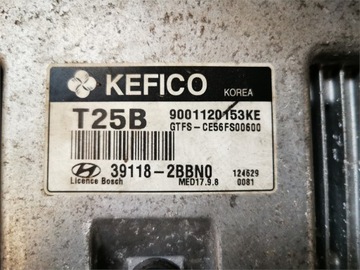 KEFICO
KOREA
T25B
9001120153KE
GTFS-CE56FS00600
39118-2BBN0
Licence Bosch
MED17.9.8
124629
0081